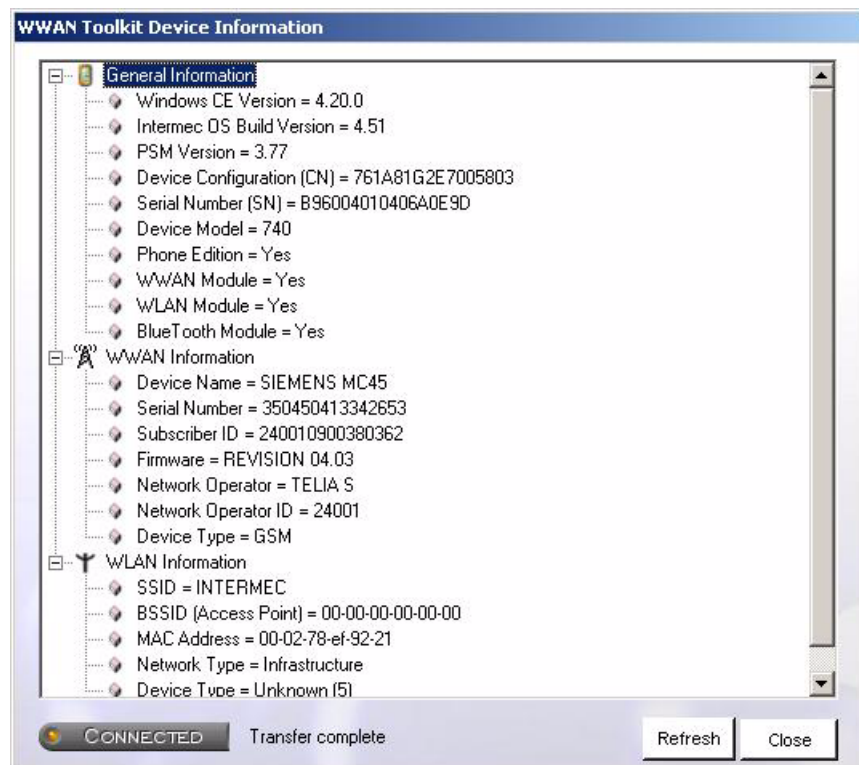 WWAN Toolkit Device Information
General Information
Windows CE Version = 4.20.0
Intermec OS Build Version = 4.51
PSM Version = 3.77
Device Configuration (CN) = 761A81G2E7005803
Serial Number (SN) = B96004010406A0E9D
Device Model = 740
Phone Edition = Yes
WWAN Module = Yes
WLAN Module = Yes
BlueTooth Module = Yes
WWAN Information
Device Name = SIEMENS MC45
Serial Number = 350450413342653
Subscriber ID = 240010900380362
Firmware = REVISION 04.03
Network Operator = TELIA S
Network Operator ID = 24001
Device Type = GSM
WLAN Information
SSID = INTERMEC
BSSID (Access Point) = 00-00-00-00-00-00
MAC Address = 00-02-78-ef-92-21
Network Type = Infrastructure
Device Type = Unknown (5)
CONNECTED Transfer complete Refresh Close